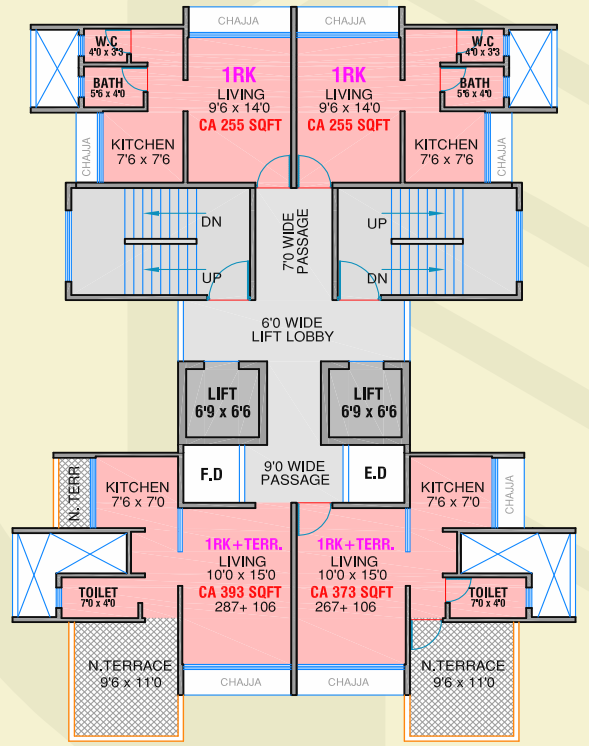 CHAJJA
CHAJJA
W.C
4'0 x 3'3
BATH
5'6 x 4'0
1RK
LIVING
9'6 x 14'0
CA 255 SQFT
1RK
LIVING
9'6 x 14'0
CA 255 SQFT
W.C
4'0 x 3'3
BATH
5'6 x 4'0
CHAJJA
KITCHEN
7'6 x 7'6
KITCHEN
7'6 x 7'6
CHAJJA
DN
UP
7'0 WIDE
PASSAGE
UP
DN
6'0 WIDE
LIFT LOBBY
LIFT
6'9 x 6'6
LIFT
6'9 x 6'6
F.D
9'0 WIDE
PASSAGE
E.D
N. TERR
KITCHEN
7'6 x 7'0
KITCHEN
7'6 x 7'0
CHAJJA
1RK+TERR.
LIVING
10'0 x 15'0
CA 393 SQFT
287+ 106
1RK+TERR.
LIVING
10'0 x 15'0
CA 373 SQFT
267+ 106
TOILET
7'0 x 4'0
TOILET
7'0 x 4'0
N.TERRACE
9'6 x 11'0
CHAJJA
CHAJJA
N.TERRACE
9'6 x 11'0